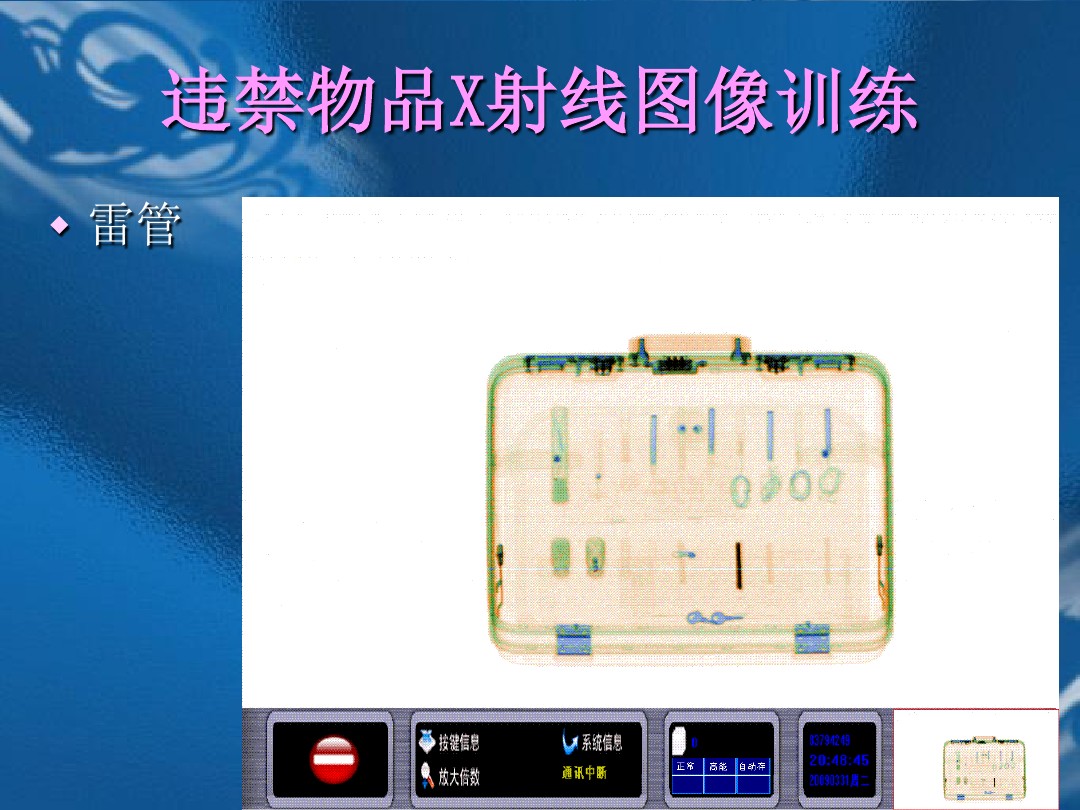 违禁物品X射线图像训练
雷管
按键信息
系统信息
放大倍数
通讯中断
0
正常 高能 自动存
03794249
20:48:45
20090331周二